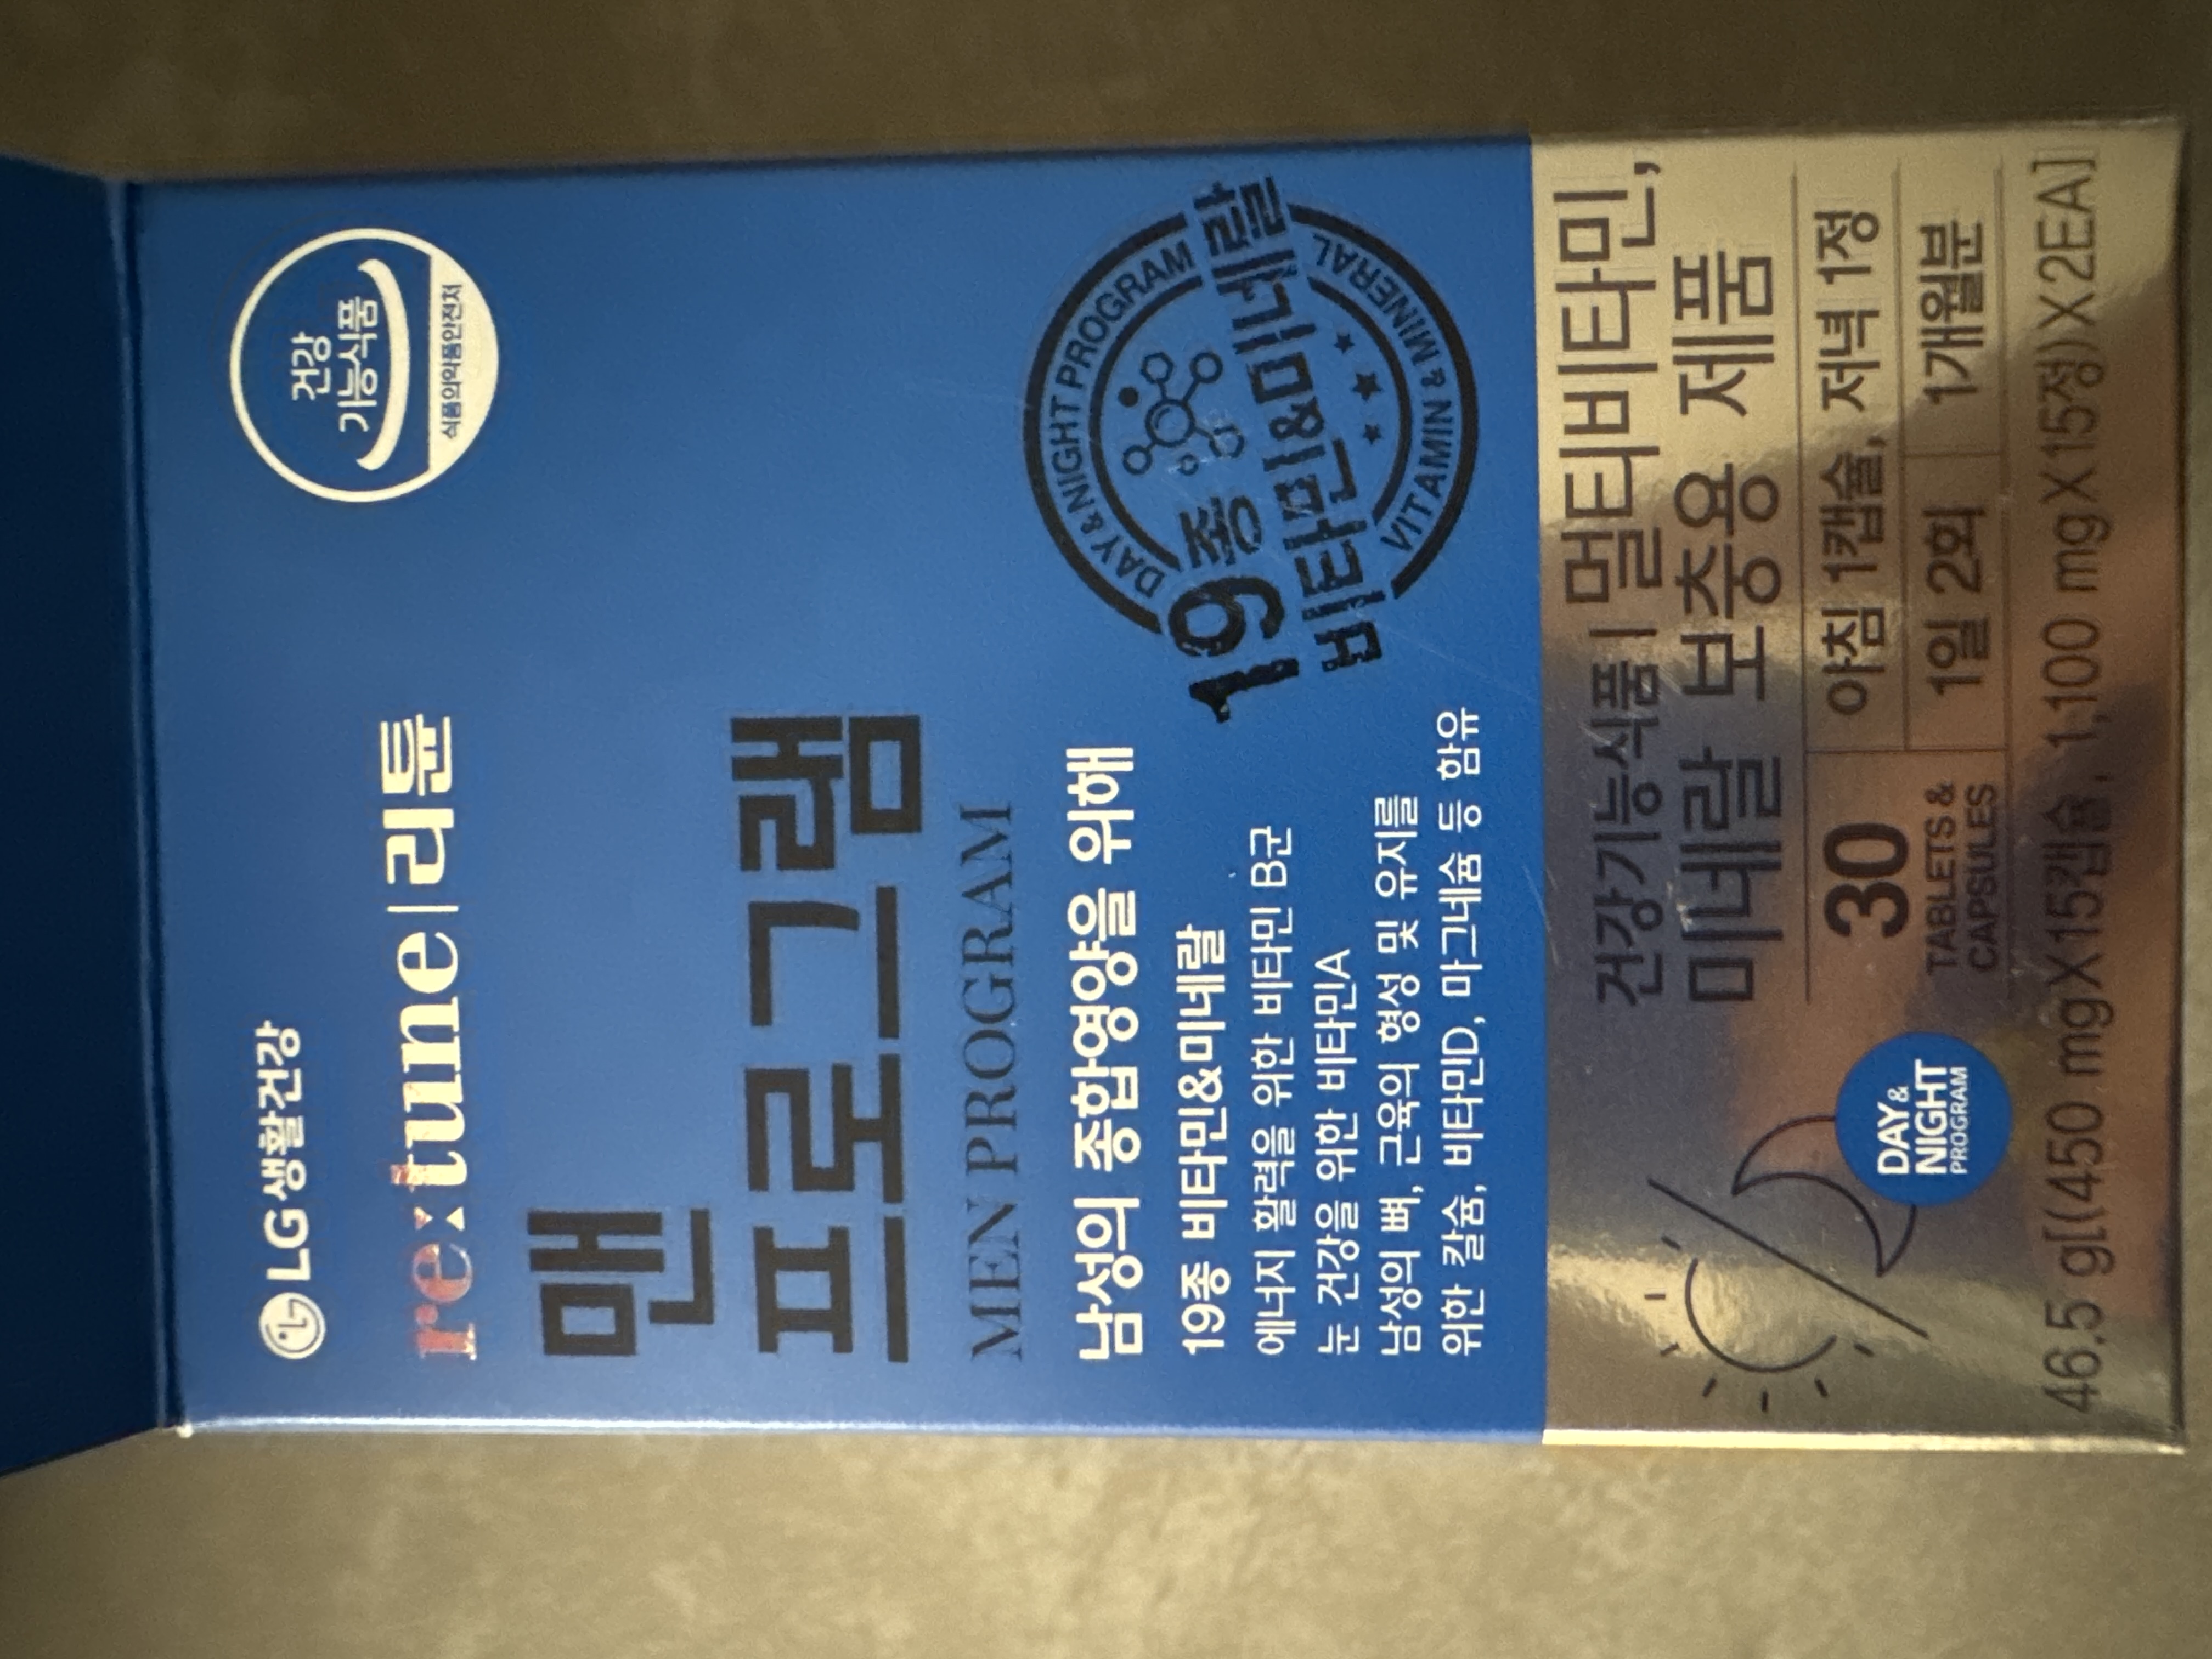 LG생활건강
re:tune|리튠
건강
기능식품
식품의약품안전처
맨
프로그램
MEN PROGRAM
남성의 종합영양을 위해
19종 비타민&미네랄
에너지 활력을 위한 비타민 B군
눈 건강을 위한 비타민A
남성의 뼈, 근육의 형성 및 유지를
위한 칼슘, 비타민D, 마그네슘 등 함유
DAY & NIGHT PROGRAM
19종
비타민&미네랄
VITAMIN & MINERAL
건강기능식품 | 멀티비타민,
미네랄 보충용 제품
30
TABLETS &
CAPSULES
아침 1캡슐, 저녁 1정
1일 2회
1개월분
DAY &
NIGHT
PROGRAM
46.5 g[(450 mgX15캡슐, 1,100 mgX15정)X2EA]